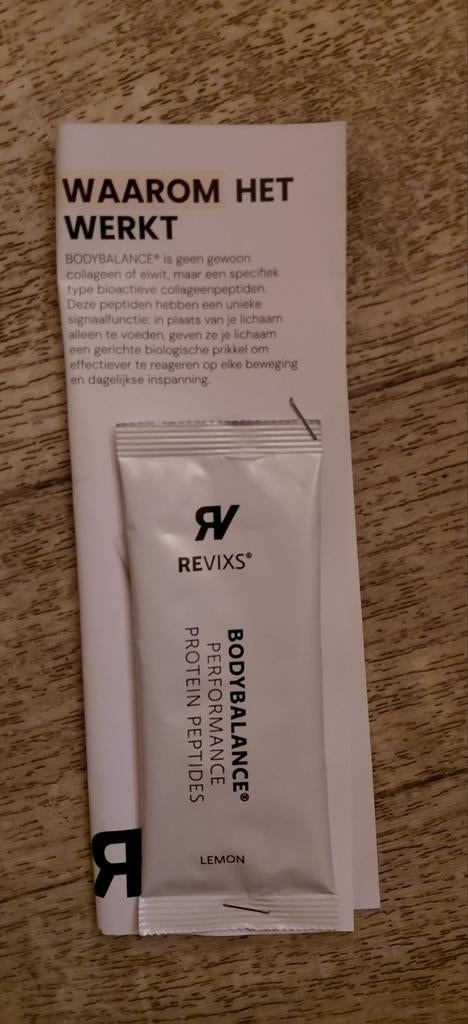 WAAROM HET
WERKT
BODYBALANCE® is geen gewoon
collageen of eiwit, maar een specifiek
type bioactieve collageenpeptiden.
Deze peptiden hebben een unieke
signaalfunctie: in plaats van je lichaam
alleen te voeden, geven ze je lichaam
een gerichte biologische prikkel om
effectiever te reageren op elke beweging
en dagelijkse inspanning.
RV
REVIXS®
BODYBALANCE®
PERFORMANCE
PROTEIN PEPTIDES
LEMON
R